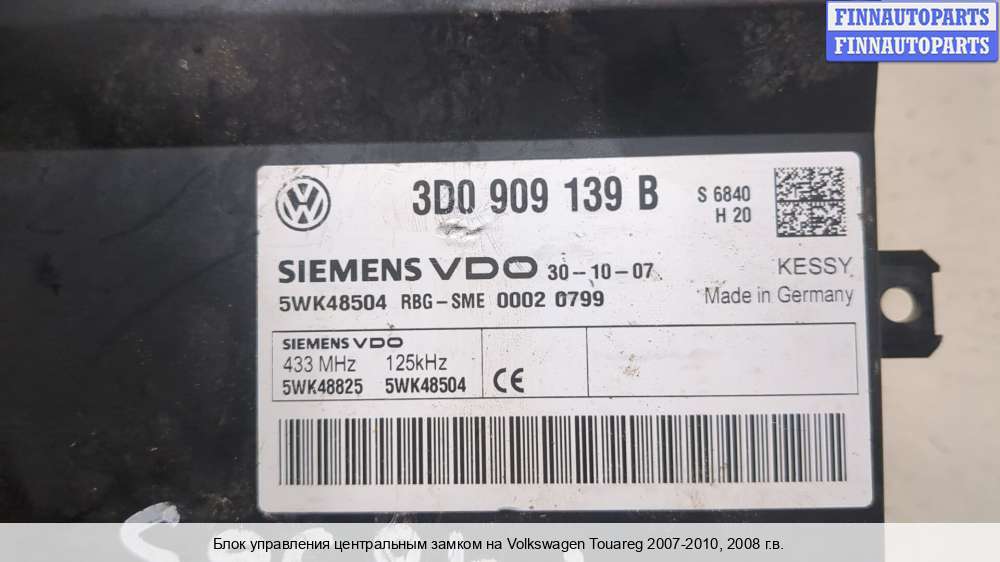 FINNAUTOPARTS
FINNAUTOPARTS
3D0 909 139 B
S 6840
H 20
SIEMENS VDO 30-10-07
KESSY
5WK48504 RBG-SME 0002 0799
Made in Germany
SIEMENS VDO
433 MHz 125kHz
5WK48825 5WK48504
CE
Блок управления центральным замком на Volkswagen Touareg 2007-2010, 2008 г.в.